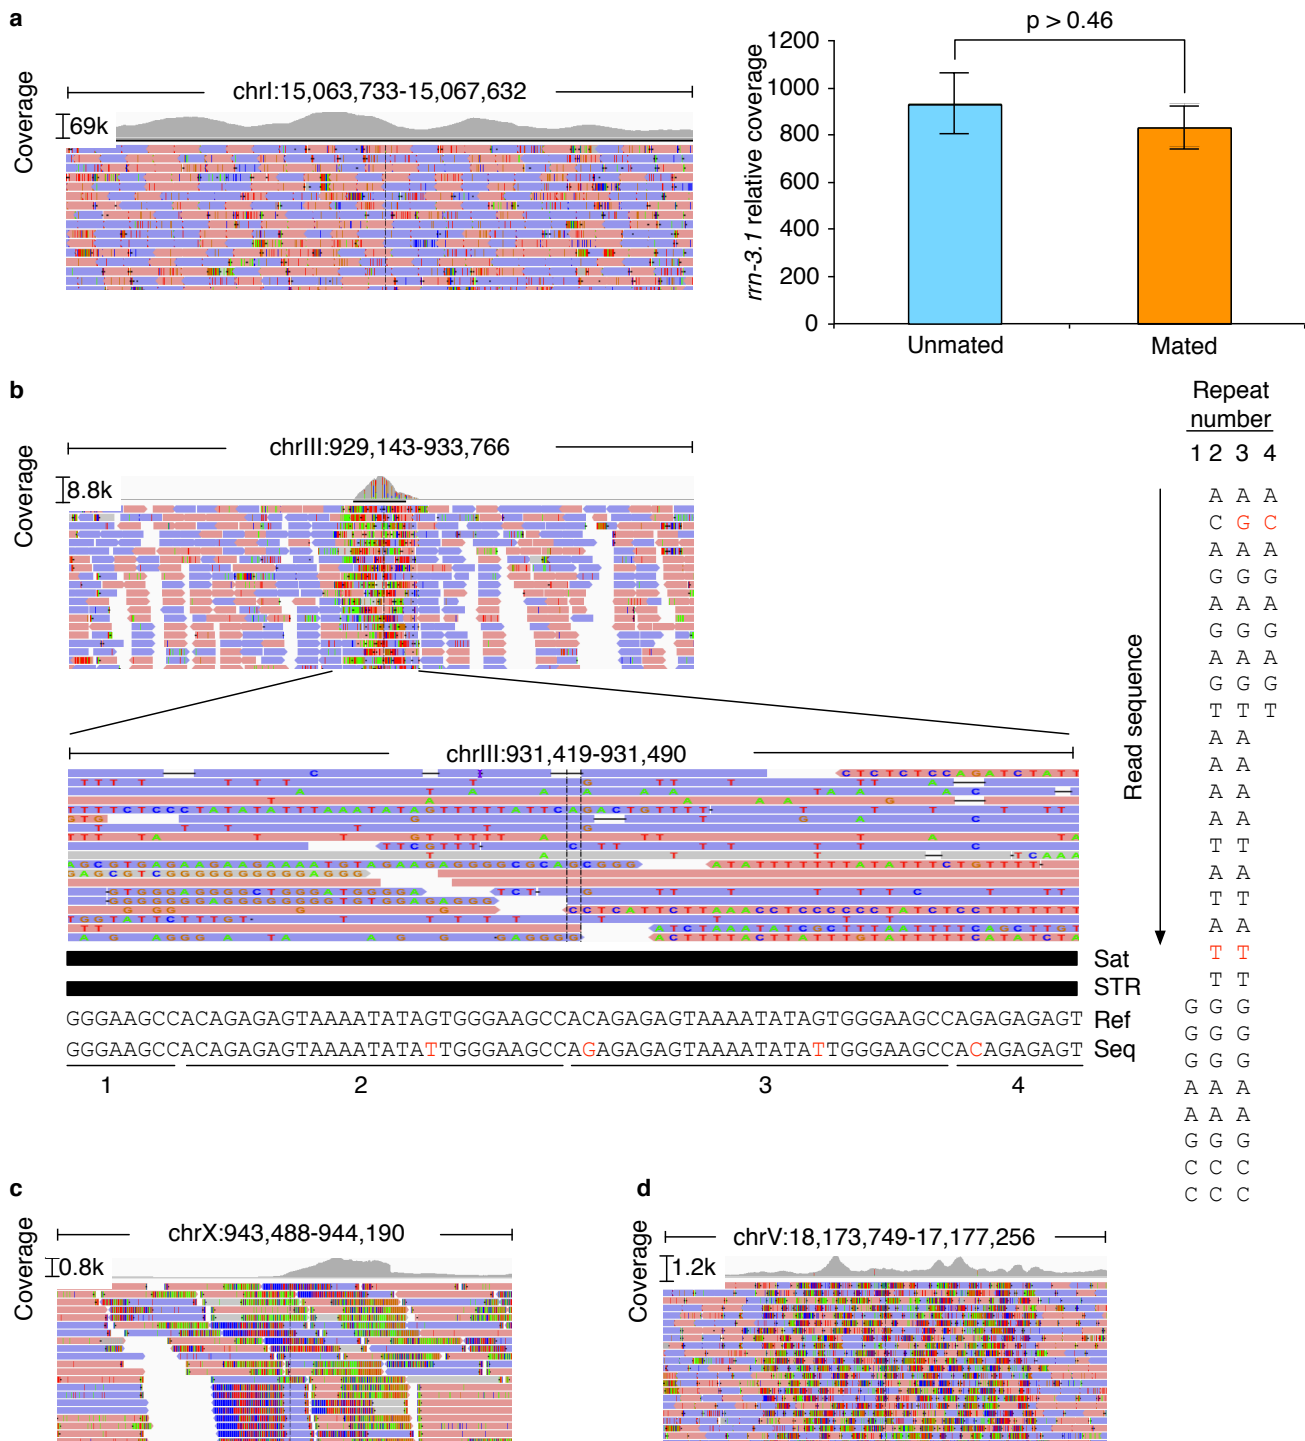 a
Coverage
chrI:15,063,733-15,067,632
69k
p > 0.46
rrn-3.1 relative coverage
1200
1000
800
600
400
200
0
Unmated
Mated
b
Coverage
chrIII:929,143-933,766
8.8k
chrIII:931,419-931,490
Sat
STR
GGGAAGCCACAGAGAGTAAAATATAGTGGGAAGCCACAGAGAGTAAAATATAGTGGGAAGCCAGAGAGAGT Ref
GGGAAGCCACAGAGAGTAAAATATATTGGGAAGCCAGAGAGAGTAAAATATATTGGGAAGCCACAGAGAGT Seq
1 2 3 4
Repeat
number
1 2 3 4
Read sequence
A A A
C G C
A A A
G G G
A A A
G G G
A A A
G G G
T T T
A A
A A
A A
A A
T T
A A
T T
A A
T T
T T
G G G
G G G
G G G
A A A
A A A
G G G
C C C
C C C
c
Coverage
chrX:943,488-944,190
0.8k
d
Coverage
chrV:18,173,749-17,177,256
1.2k